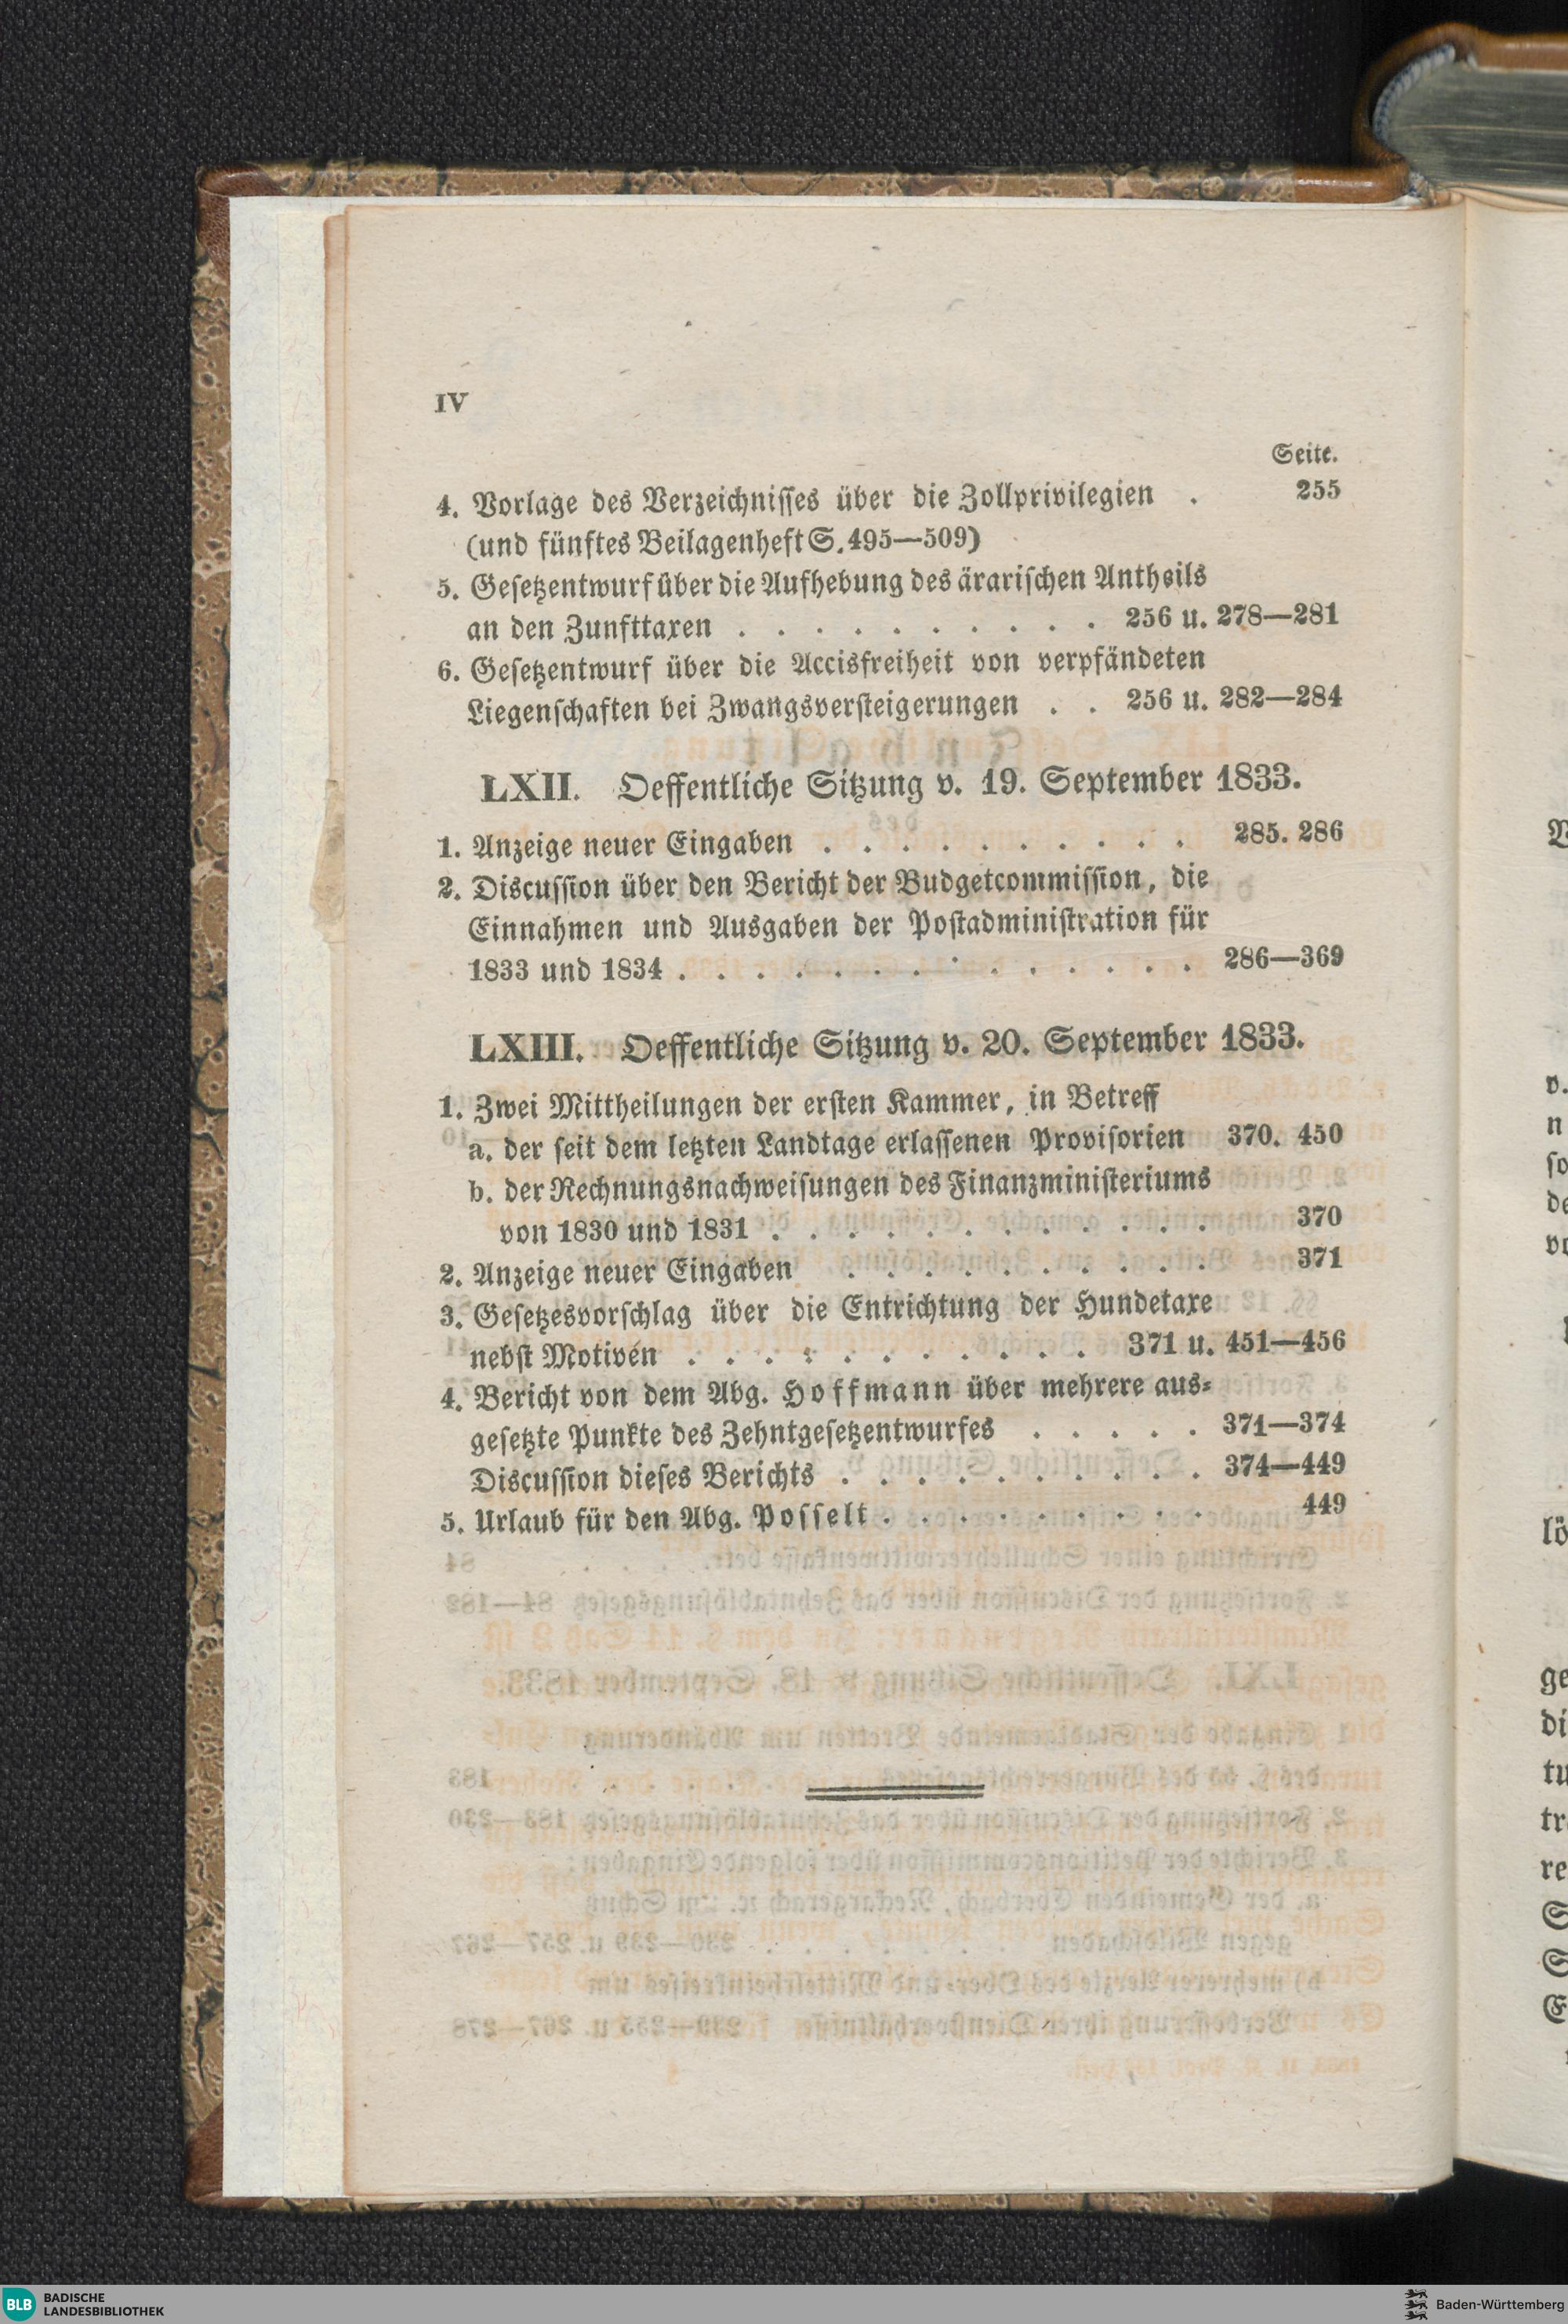 IV
Seite.
4. Vorlage des Verzeichnisses über die Zollprivilegien . 255
(und fünftes Beilagenheft S. 495—509)
5. Gesetzentwurf über die Aufhebung des ärarischen Antheils
an den Zunfttaxen . . . . . . . . . . 256 u. 278—281
6. Gesetzentwurf über die Accisfreiheit von verpfändeten
Liegenschaften bei Zwangsversteigerungen . . 256 u. 282—284
LXII. Oeffentliche Sitzung v. 19. September 1833.
1. Anzeige neuer Eingaben . . . . . . . . . . 285. 286
2. Discussion über den Bericht der Budgetcommission, die
Einnahmen und Ausgaben der Postadministration für
1833 und 1834 . . . . . . . . . . . . . . 286—369
LXIII. Oeffentliche Sitzung v. 20. September 1833.
1. Zwei Mittheilungen der ersten Kammer, in Betreff
a. der seit dem letzten Landtage erlassenen Provisorien 370. 450
b. der Rechnungsnachweisungen des Finanzministeriums
von 1830 und 1831 . . . . . . . . . . . . 370
2. Anzeige neuer Eingaben . . . . . . . . . . 371
3. Gesetzesvorschlag über die Entrichtung der Hundetaxe
nebst Motiven . . . . . . . . . . . 371 u. 451—456
4. Bericht von dem Abg. Hoffmann über mehrere aus-
gesetzte Punkte des Zehntgesetzentwurfes . . . . . 371—374
Discussion dieses Berichts . . . . . . . . . . 374—449
5. Urlaub für den Abg. Posselt . . . . . . . . . 449
BLB BADISCHE
LANDESBIBLIOTHEK
Baden-Württemberg